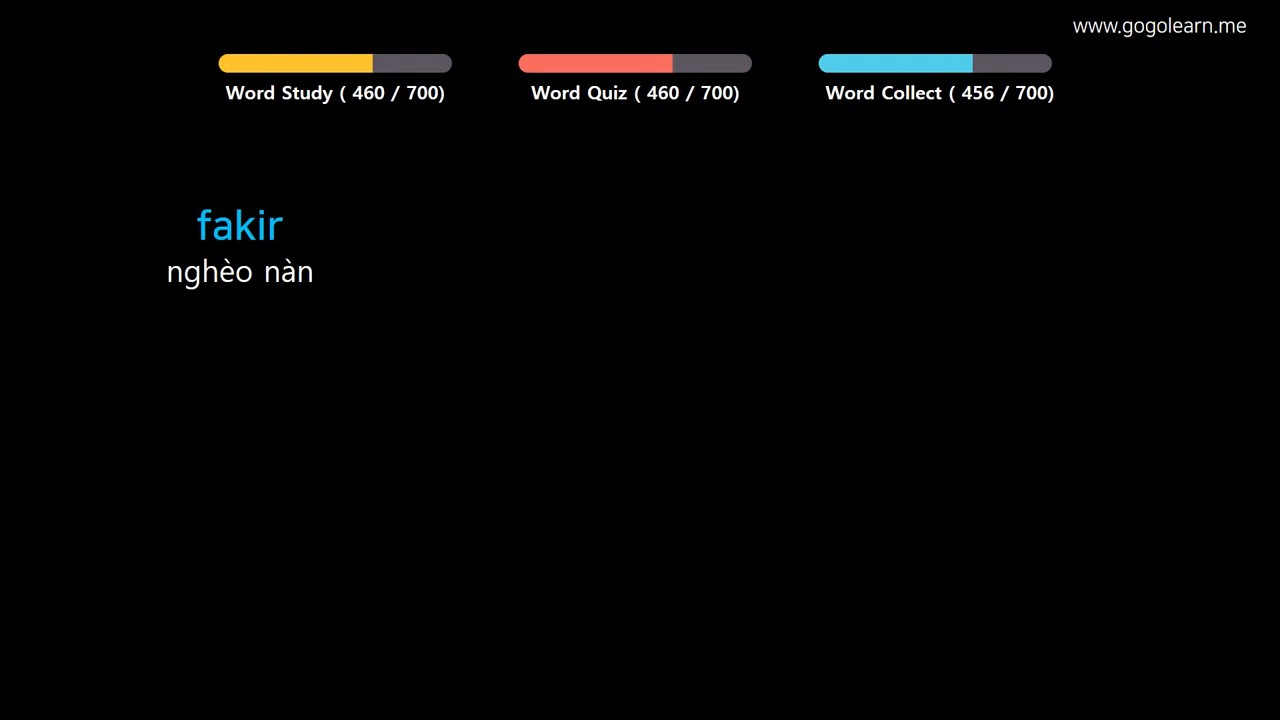 www.gogolearn.me
Word Study ( 460 / 700)
Word Quiz ( 460 / 700)
Word Collect ( 456 / 700)
fakir
nghèo nàn